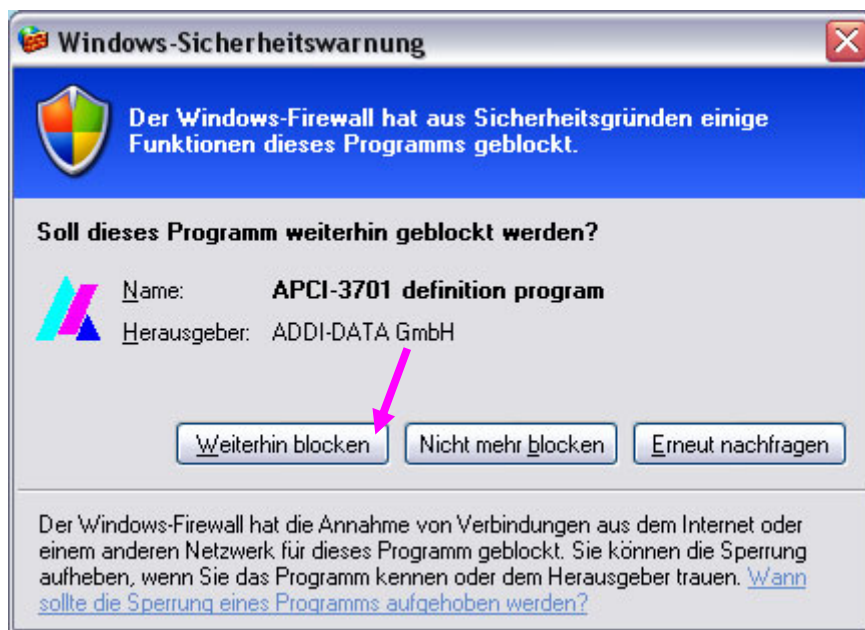 Windows-Sicherheitswarnung
Der Windows-Firewall hat aus Sicherheitsgründen einige
Funktionen dieses Programms geblockt.
Soll dieses Programm weiterhin geblockt werden?
Name: APCI-3701 definition program
Herausgeber: ADDI-DATA GmbH
Weiterhin blocken Nicht mehr blocken Erneut nachfragen
Der Windows-Firewall hat die Annahme von Verbindungen aus dem Internet oder
einem anderen Netzwerk für dieses Programm geblockt. Sie können die Sperrung
aufheben, wenn Sie das Programm kennen oder dem Herausgeber trauen. Wann
sollte die Sperrung eines Programms aufgehoben werden?